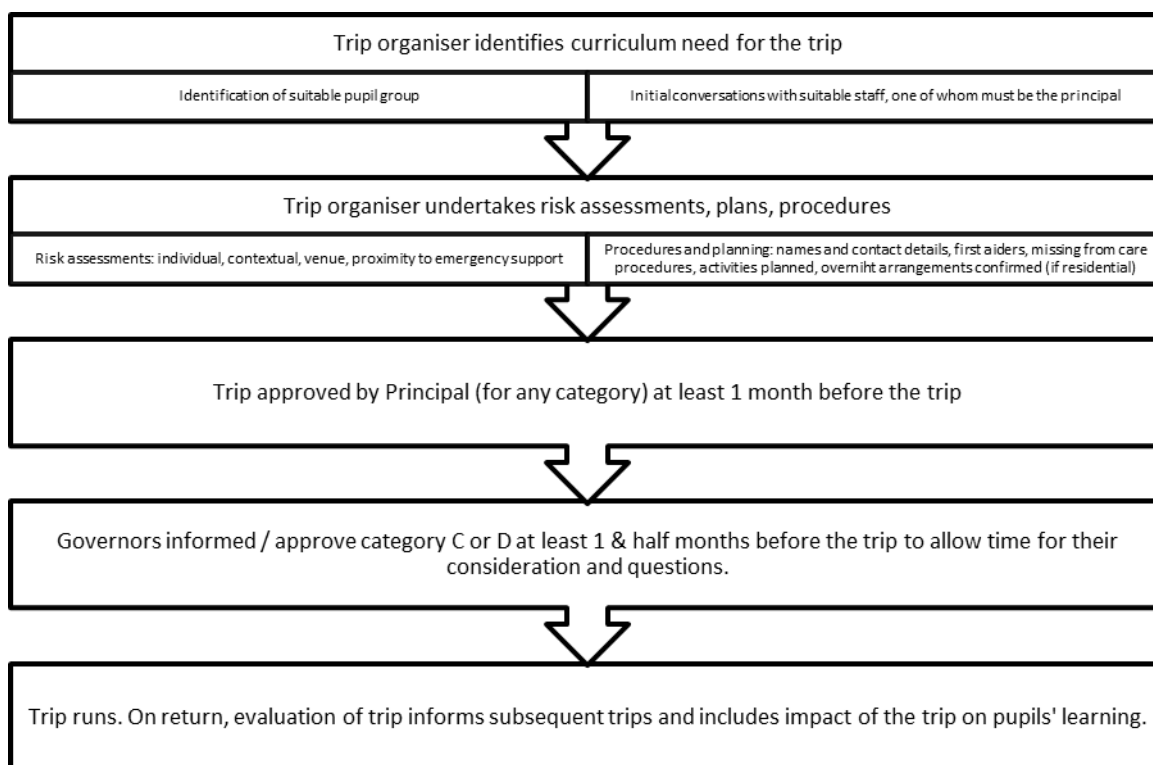 Trip organiser identifies curriculum need for the trip
Identification of suitable pupil group
Initial conversations with suitable staff, one of whom must be the principal
Trip organiser undertakes risk assessments, plans, procedures
Risk assessments: individual, contextual, venue, proximity to emergency support
Procedures and planning: names and contact details, first aiders, missing from care
procedures, activities planned, overniht arrangements confirmed (if residential)
Trip approved by Principal (for any category) at least 1 month before the trip
Governors informed / approve category C or D at least 1 & half months before the trip to allow time for their
consideration and questions.
Trip runs. On return, evaluation of trip informs subsequent trips and includes impact of the trip on pupils' learning.